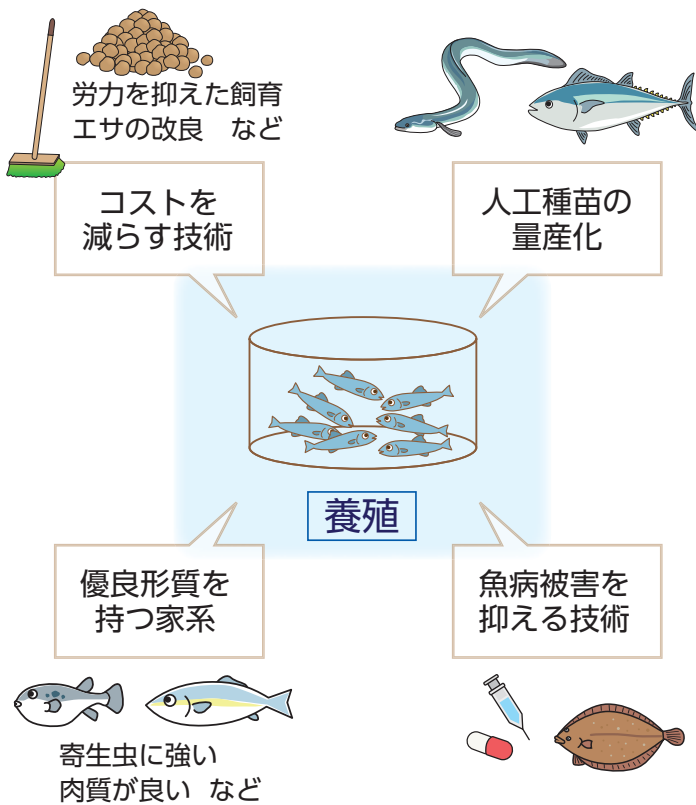 労力を抑えた飼育
エサの改良 など
コストを
減らす技術
人工種苗の
量産化
養殖
優良形質を
持つ家系
魚病被害を
抑える技術
寄生虫に強い
肉質が良い など